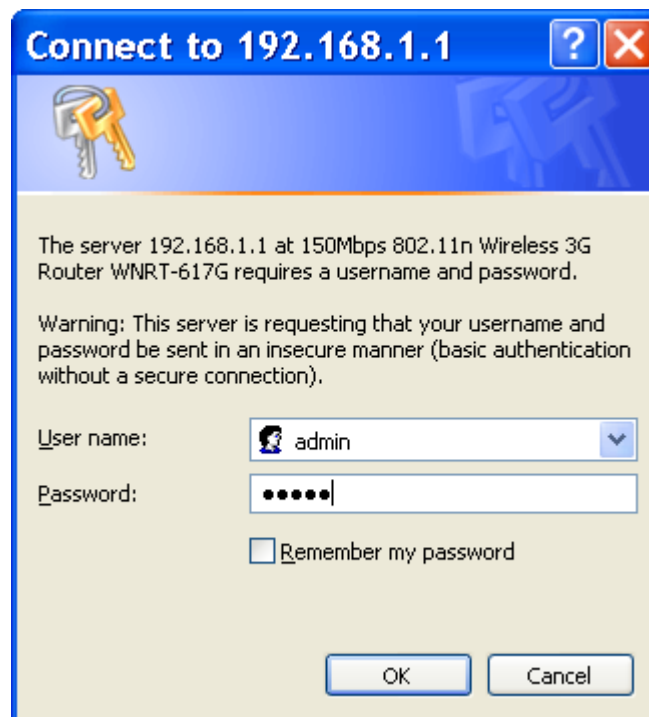 Connect to 192.168.1.1
The server 192.168.1.1 at 150Mbps 802.11n Wireless 3G
Router WNRT-617G requires a username and password.
Warning: This server is requesting that your username and
password be sent in an insecure manner (basic authentication
without a secure connection).
User name: admin
Password: •••••
Remember my password
OK Cancel